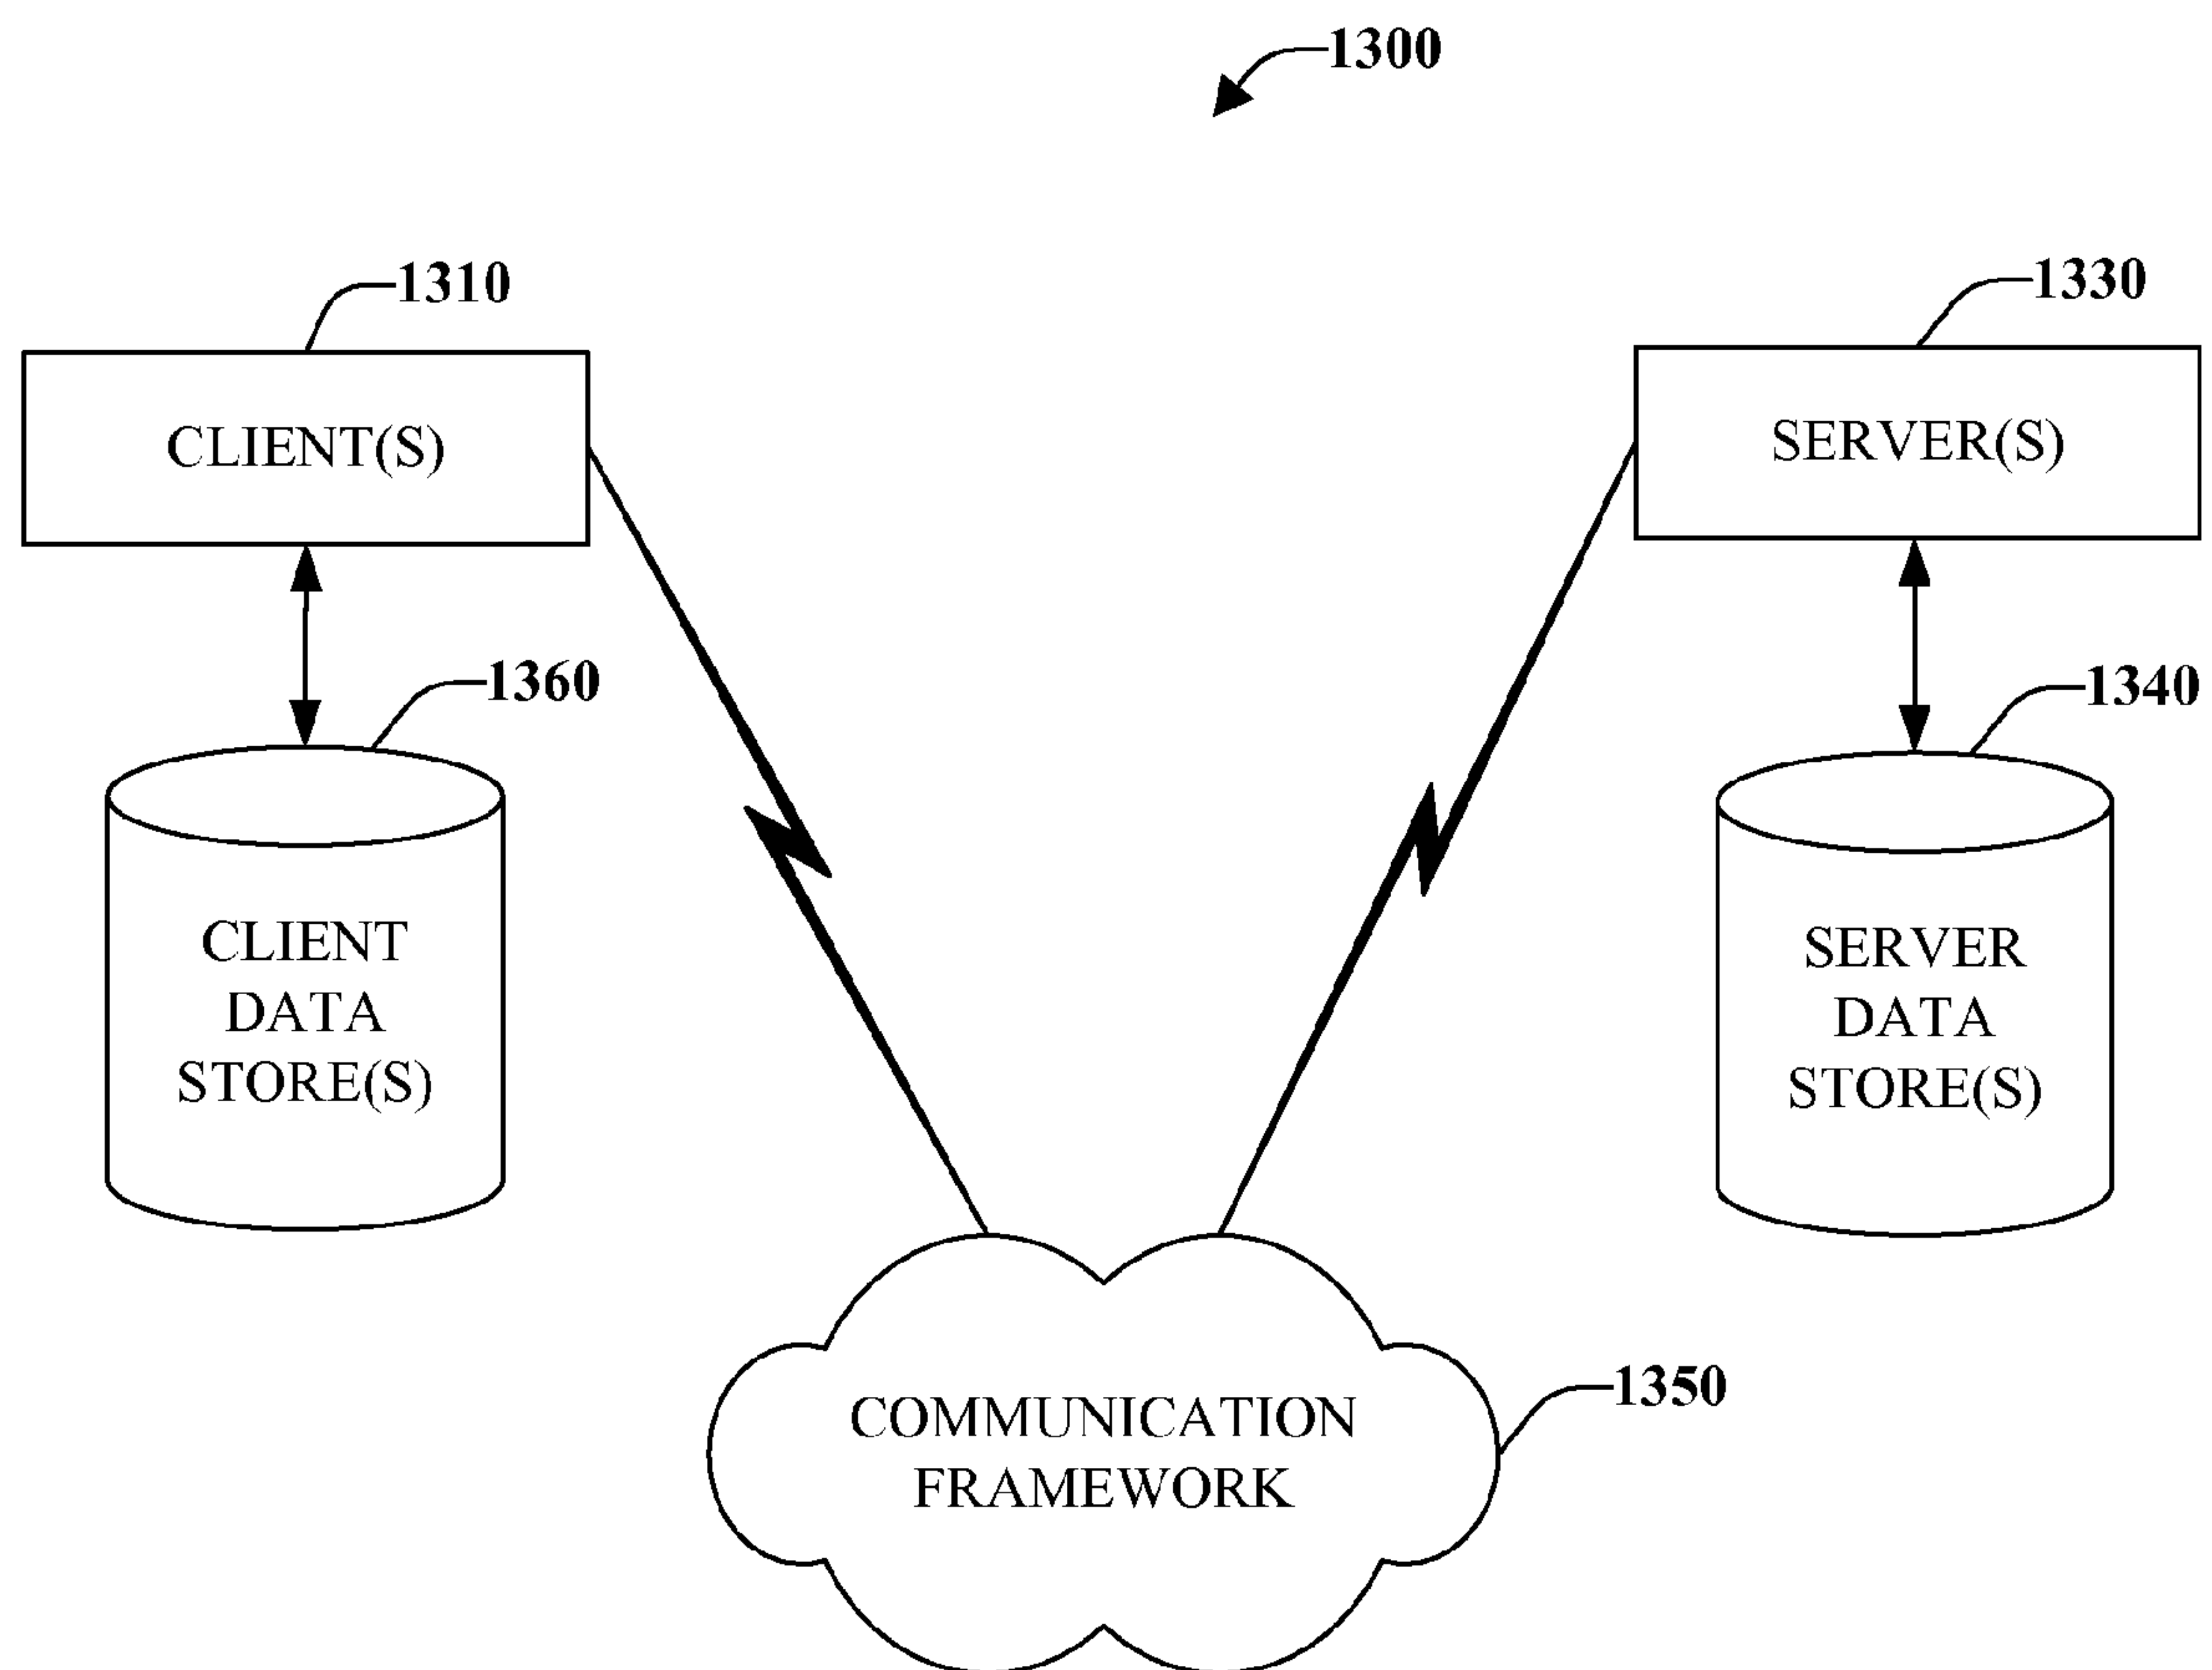 1300
1310
1330
CLIENT(S)
SERVER(S)
1360
1340
CLIENT
DATA
STORE(S)
SERVER
DATA
STORE(S)
1350
COMMUNICATION
FRAMEWORK